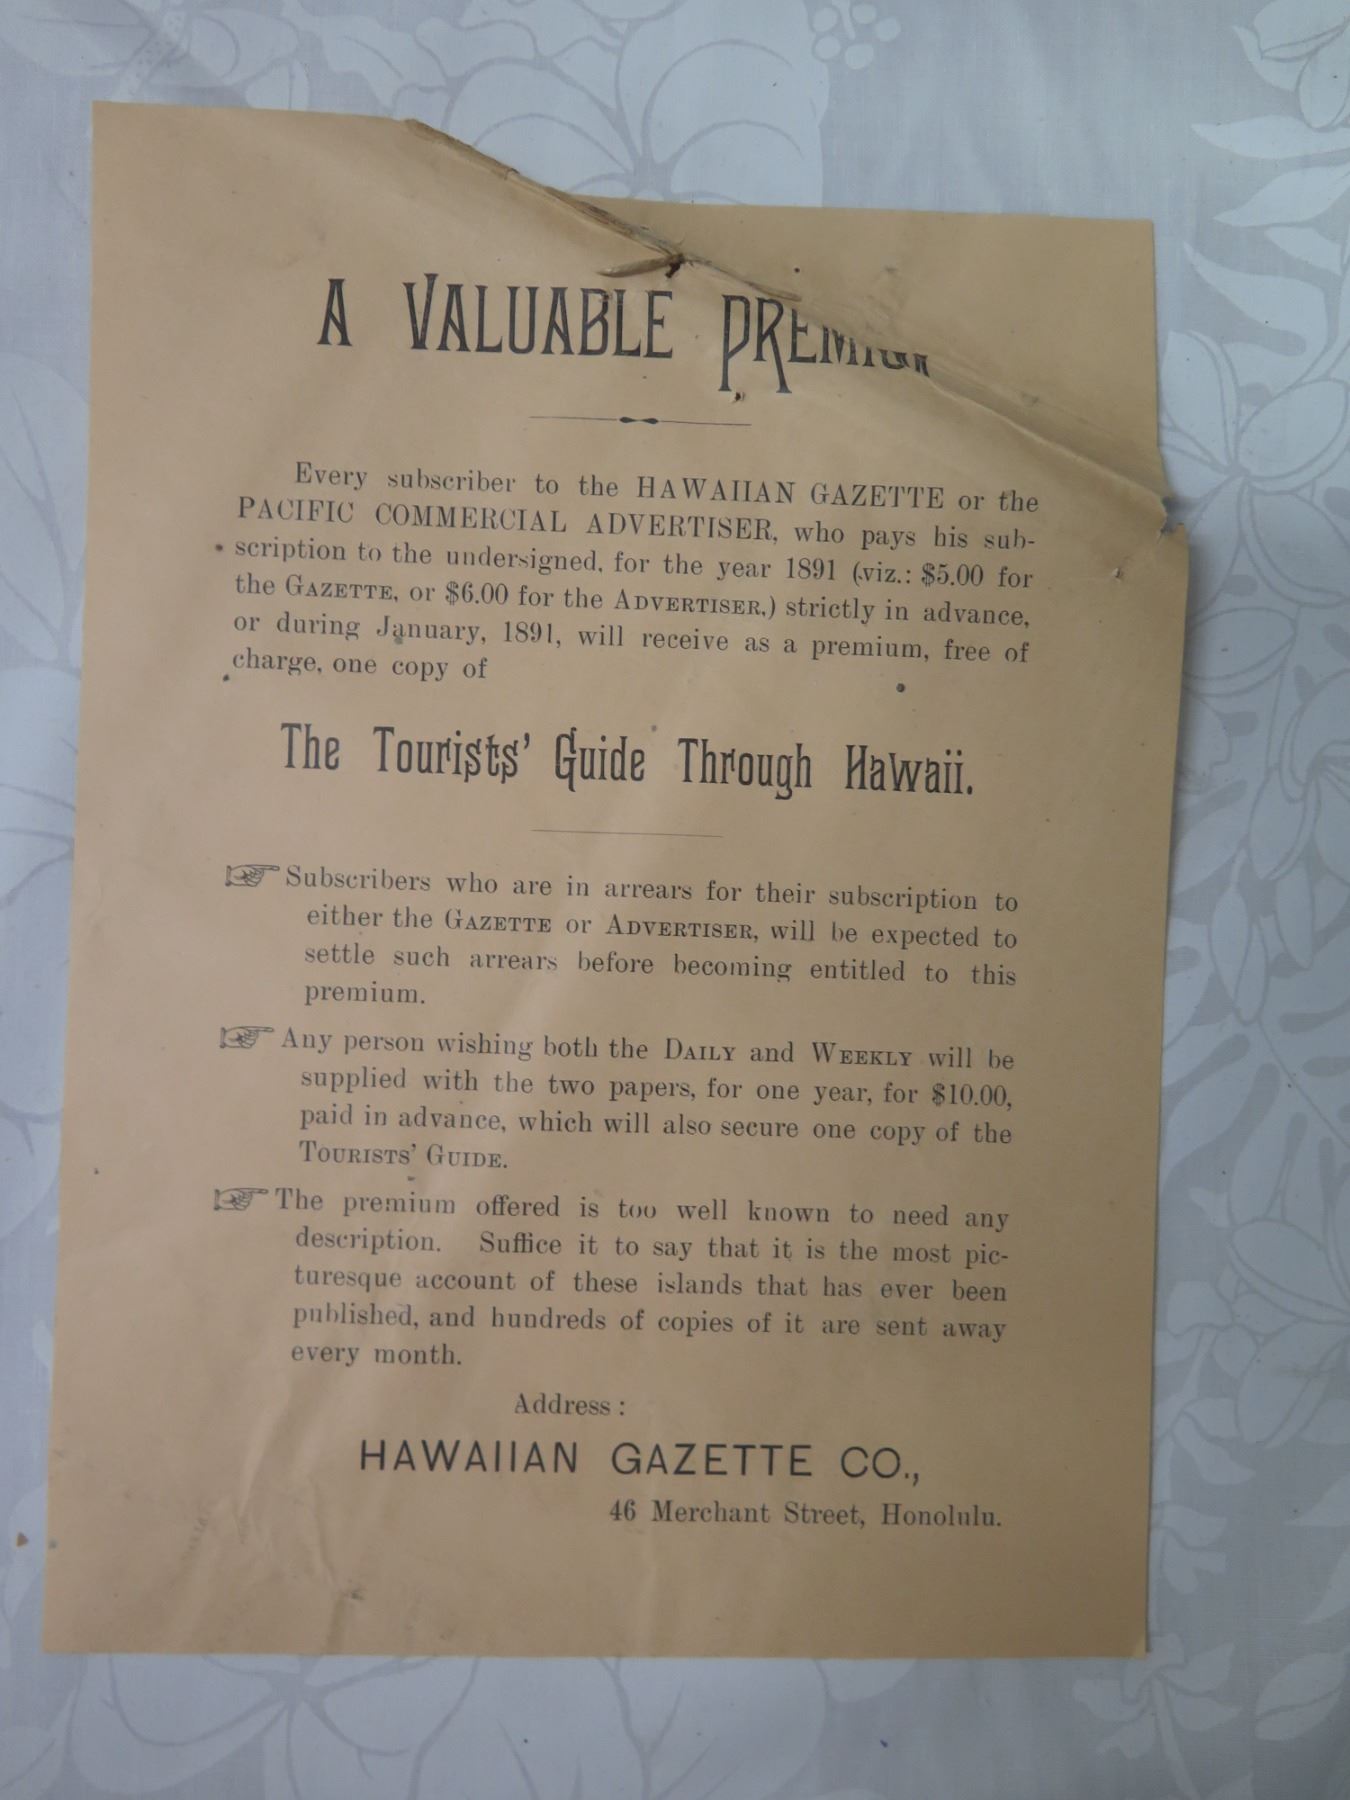 A VALUABLE PREMIUM
Every subscriber to the HAWAIIAN GAZETTE or the
PACIFIC COMMERCIAL ADVERTISER, who pays his sub-
scription to the undersigned, for the year 1891 (viz.: $5.00 for
the GAZETTE, or $6.00 for the ADVERTISER,) strictly in advance,
or during January, 1891, will receive as a premium, free of
charge, one copy of
The Tourists' Guide Through Hawaii.
☞ Subscribers who are in arrears for their subscription to
either the GAZETTE or ADVERTISER, will be expected to
settle such arrears before becoming entitled to this
premium.
☞ Any person wishing both the DAILY and WEEKLY will be
supplied with the two papers, for one year, for $10.00,
paid in advance, which will also secure one copy of the
TOURISTS' GUIDE.
☞ The premium offered is too well known to need any
description. Suffice it to say that it is the most pic-
turesque account of these islands that has ever been
published, and hundreds of copies of it are sent away
every month.
Address :
HAWAIIAN GAZETTE CO.,
46 Merchant Street, Honolulu.